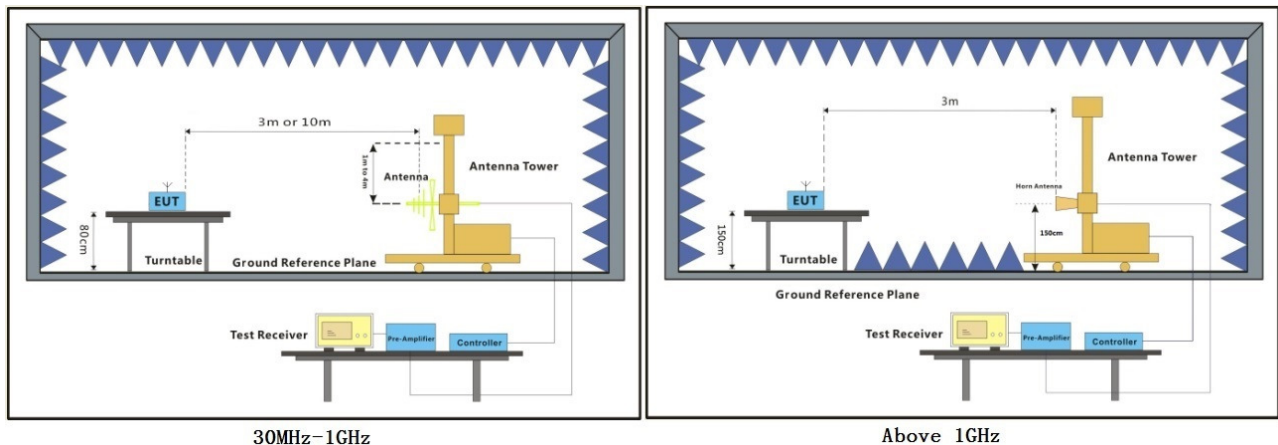 3m or 10m
1m to 4m
Antenna
Antenna Tower
EUT
80cm
Turntable
Ground Reference Plane
Test Receiver
Pre-Amplifier
Controller
30MHz-1GHz
3m
Antenna Tower
Horn Antenna
EUT
150cm
150cm
Turntable
Ground Reference Plane
Test Receiver
Pre-Amplifier
Controller
Above 1GHz